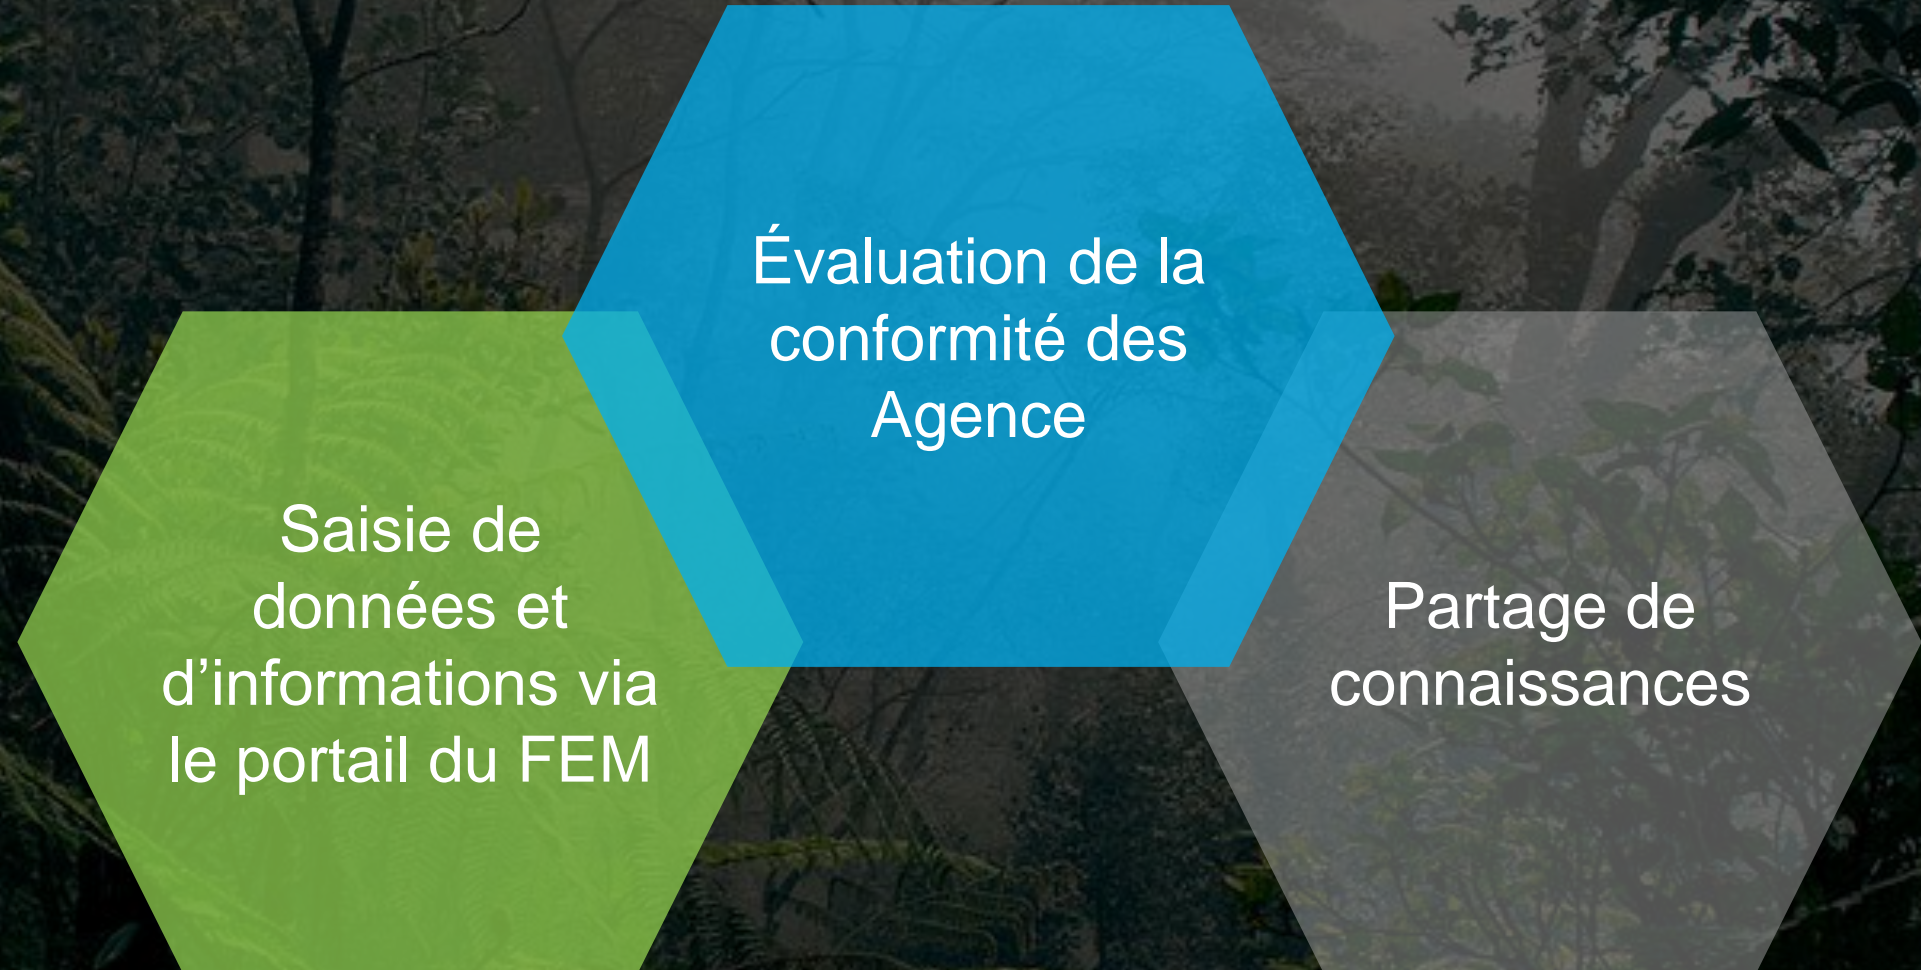 Évaluation de la
conformité des
Agence
Saisie de
données et
d’informations via
le portail du FEM
Partage de
connaissances